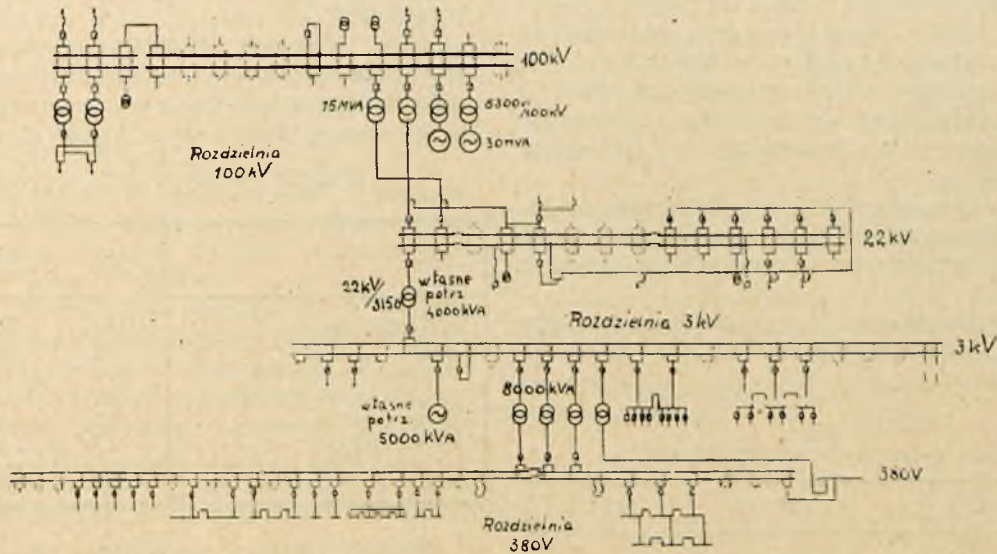 100kV
15MVA
6300V/
/100kV
30MVA
Rozdzielnia
100kV
22kV
22kV/
/3150
własne
potrz
4000kVA
Rozdzielnia 3kV
3kV
8000kVA
własne
potrz
5000kVA
380V
Rozdzielnia
380V